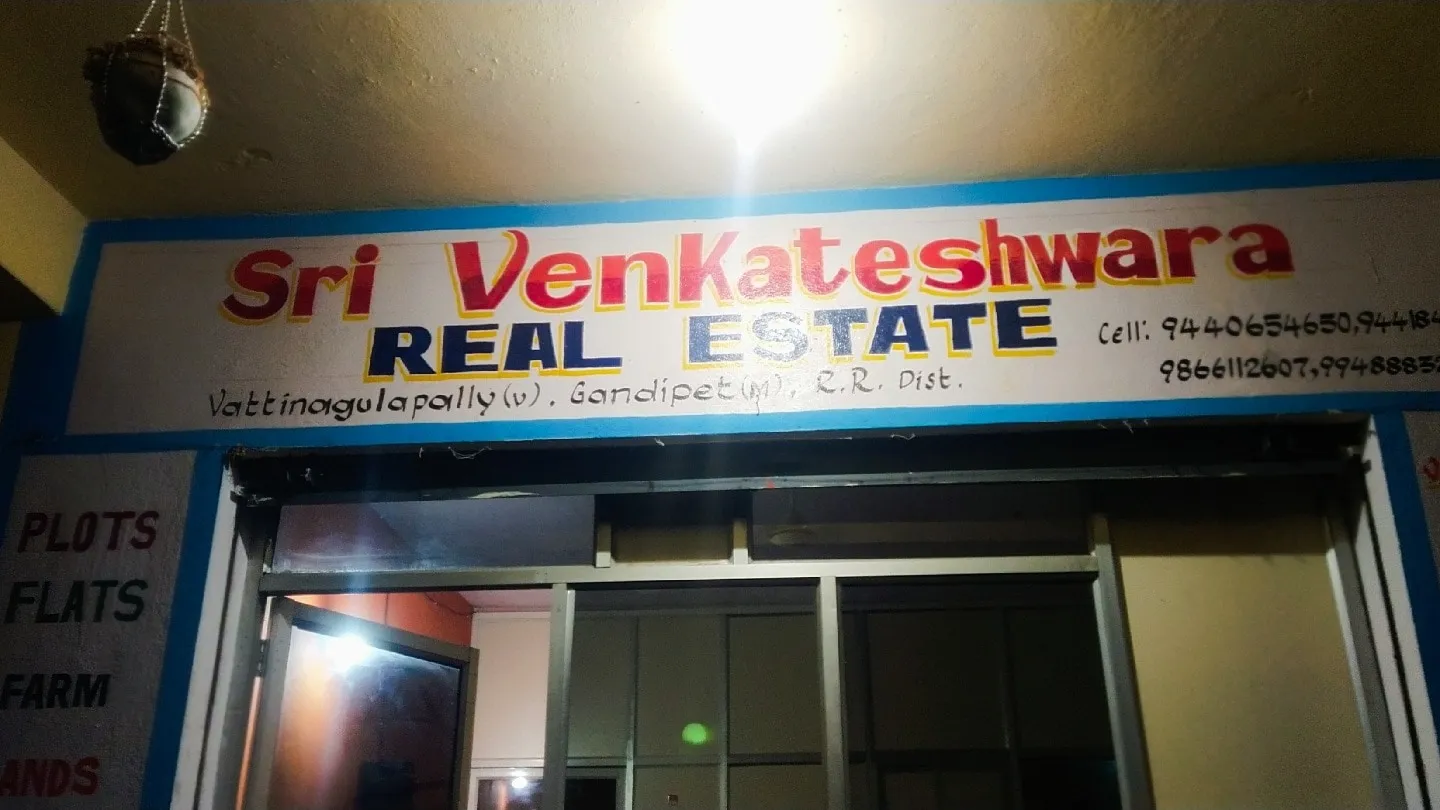 Sri Venkateshwara
REAL ESTATE
Cell: 9440654650,
9866112607,
Vattinagulapally(v). Gandipet(M), R.R. Dist.
PLOTS
FLATS
FARM